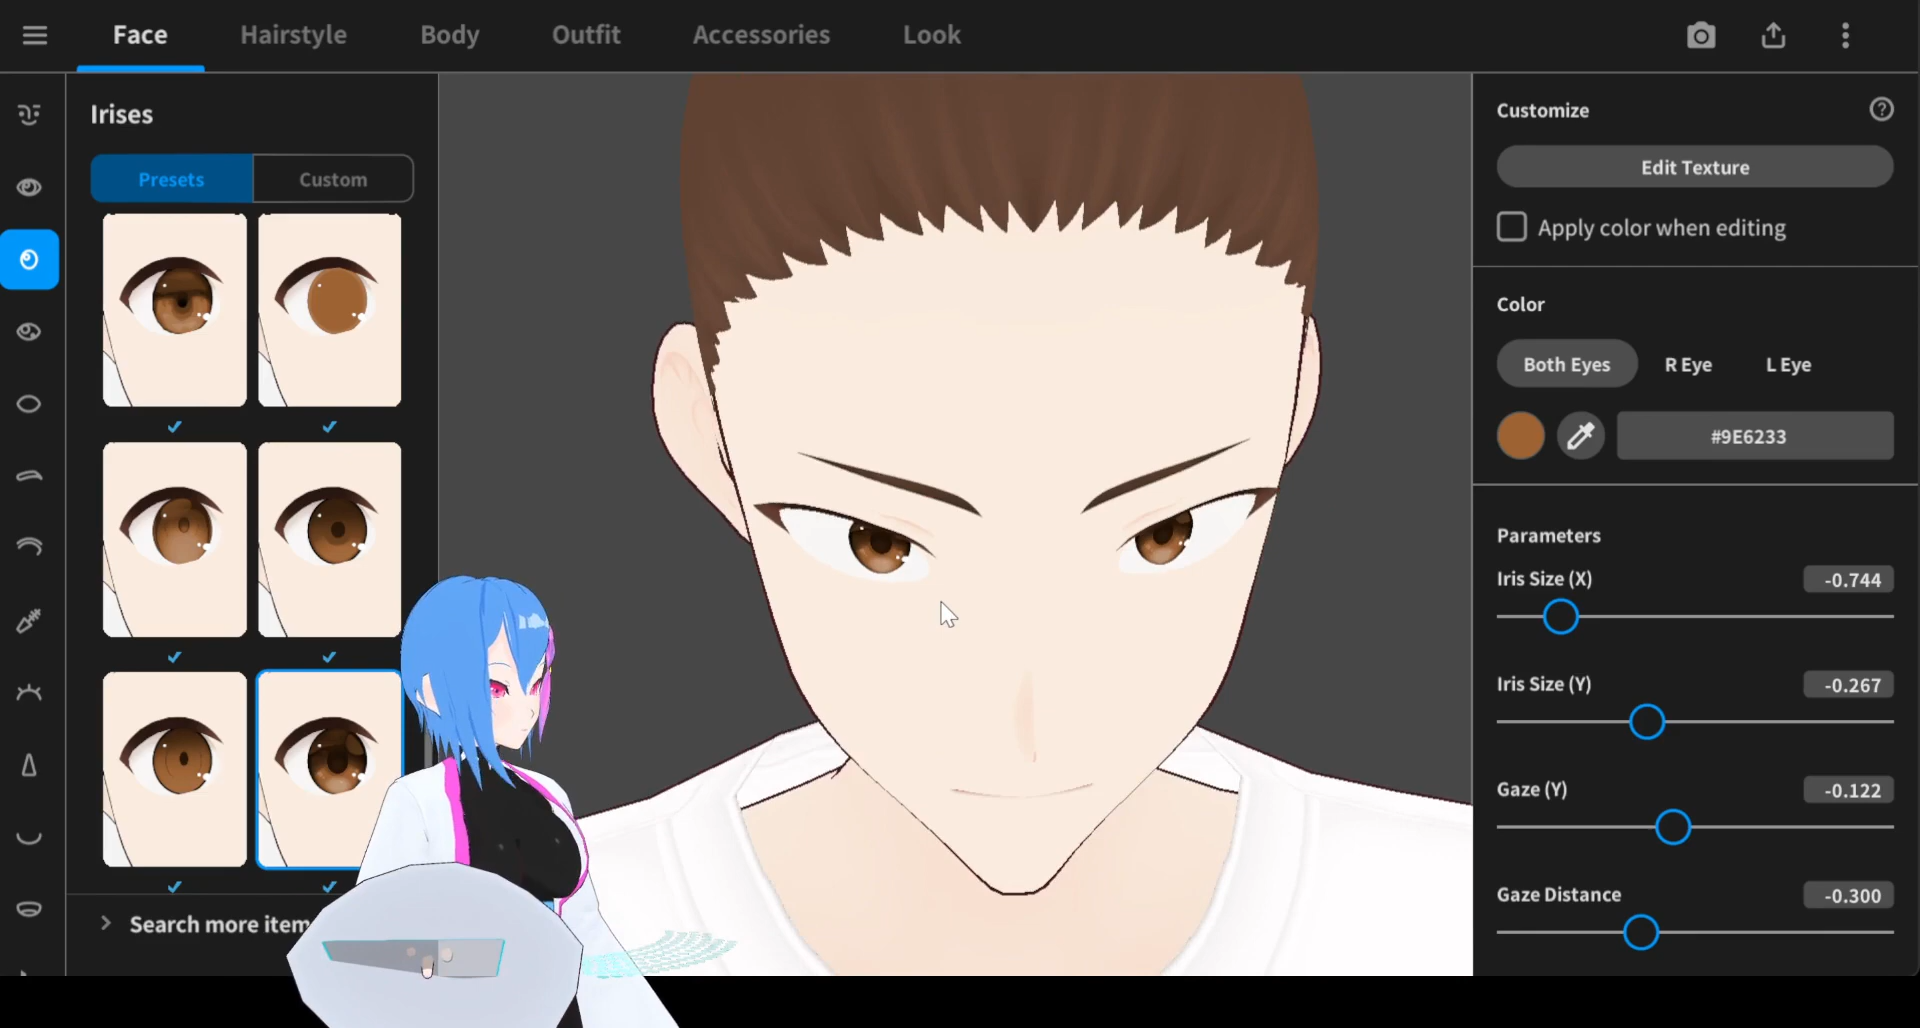 Face
Hairstyle
Body
Outfit
Accessories
Look
Irises
Presets
Custom
Search more item
Customize
Edit Texture
Apply color when editing
Color
Both Eyes
R Eye
L Eye
#9E6233
Parameters
Iris Size (X)
-0.744
Iris Size (Y)
-0.267
Gaze (Y)
-0.122
Gaze Distance
-0.300